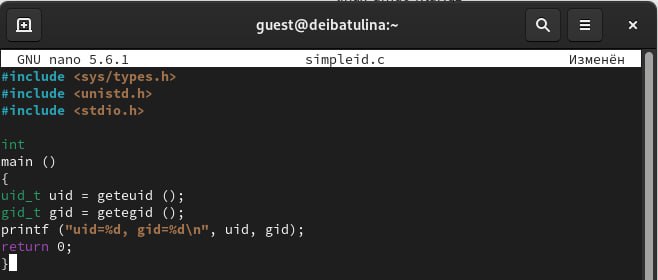 guest@deibatulina:~
GNU nano 5.6.1 simpleid.c Изменён
#include <sys/types.h>
#include <unistd.h>
#include <stdio.h>
int
main ()
{
uid_t uid = geteuid ();
gid_t gid = getegid ();
printf ("uid=%d, gid=%d\n", uid, gid);
return 0;
}